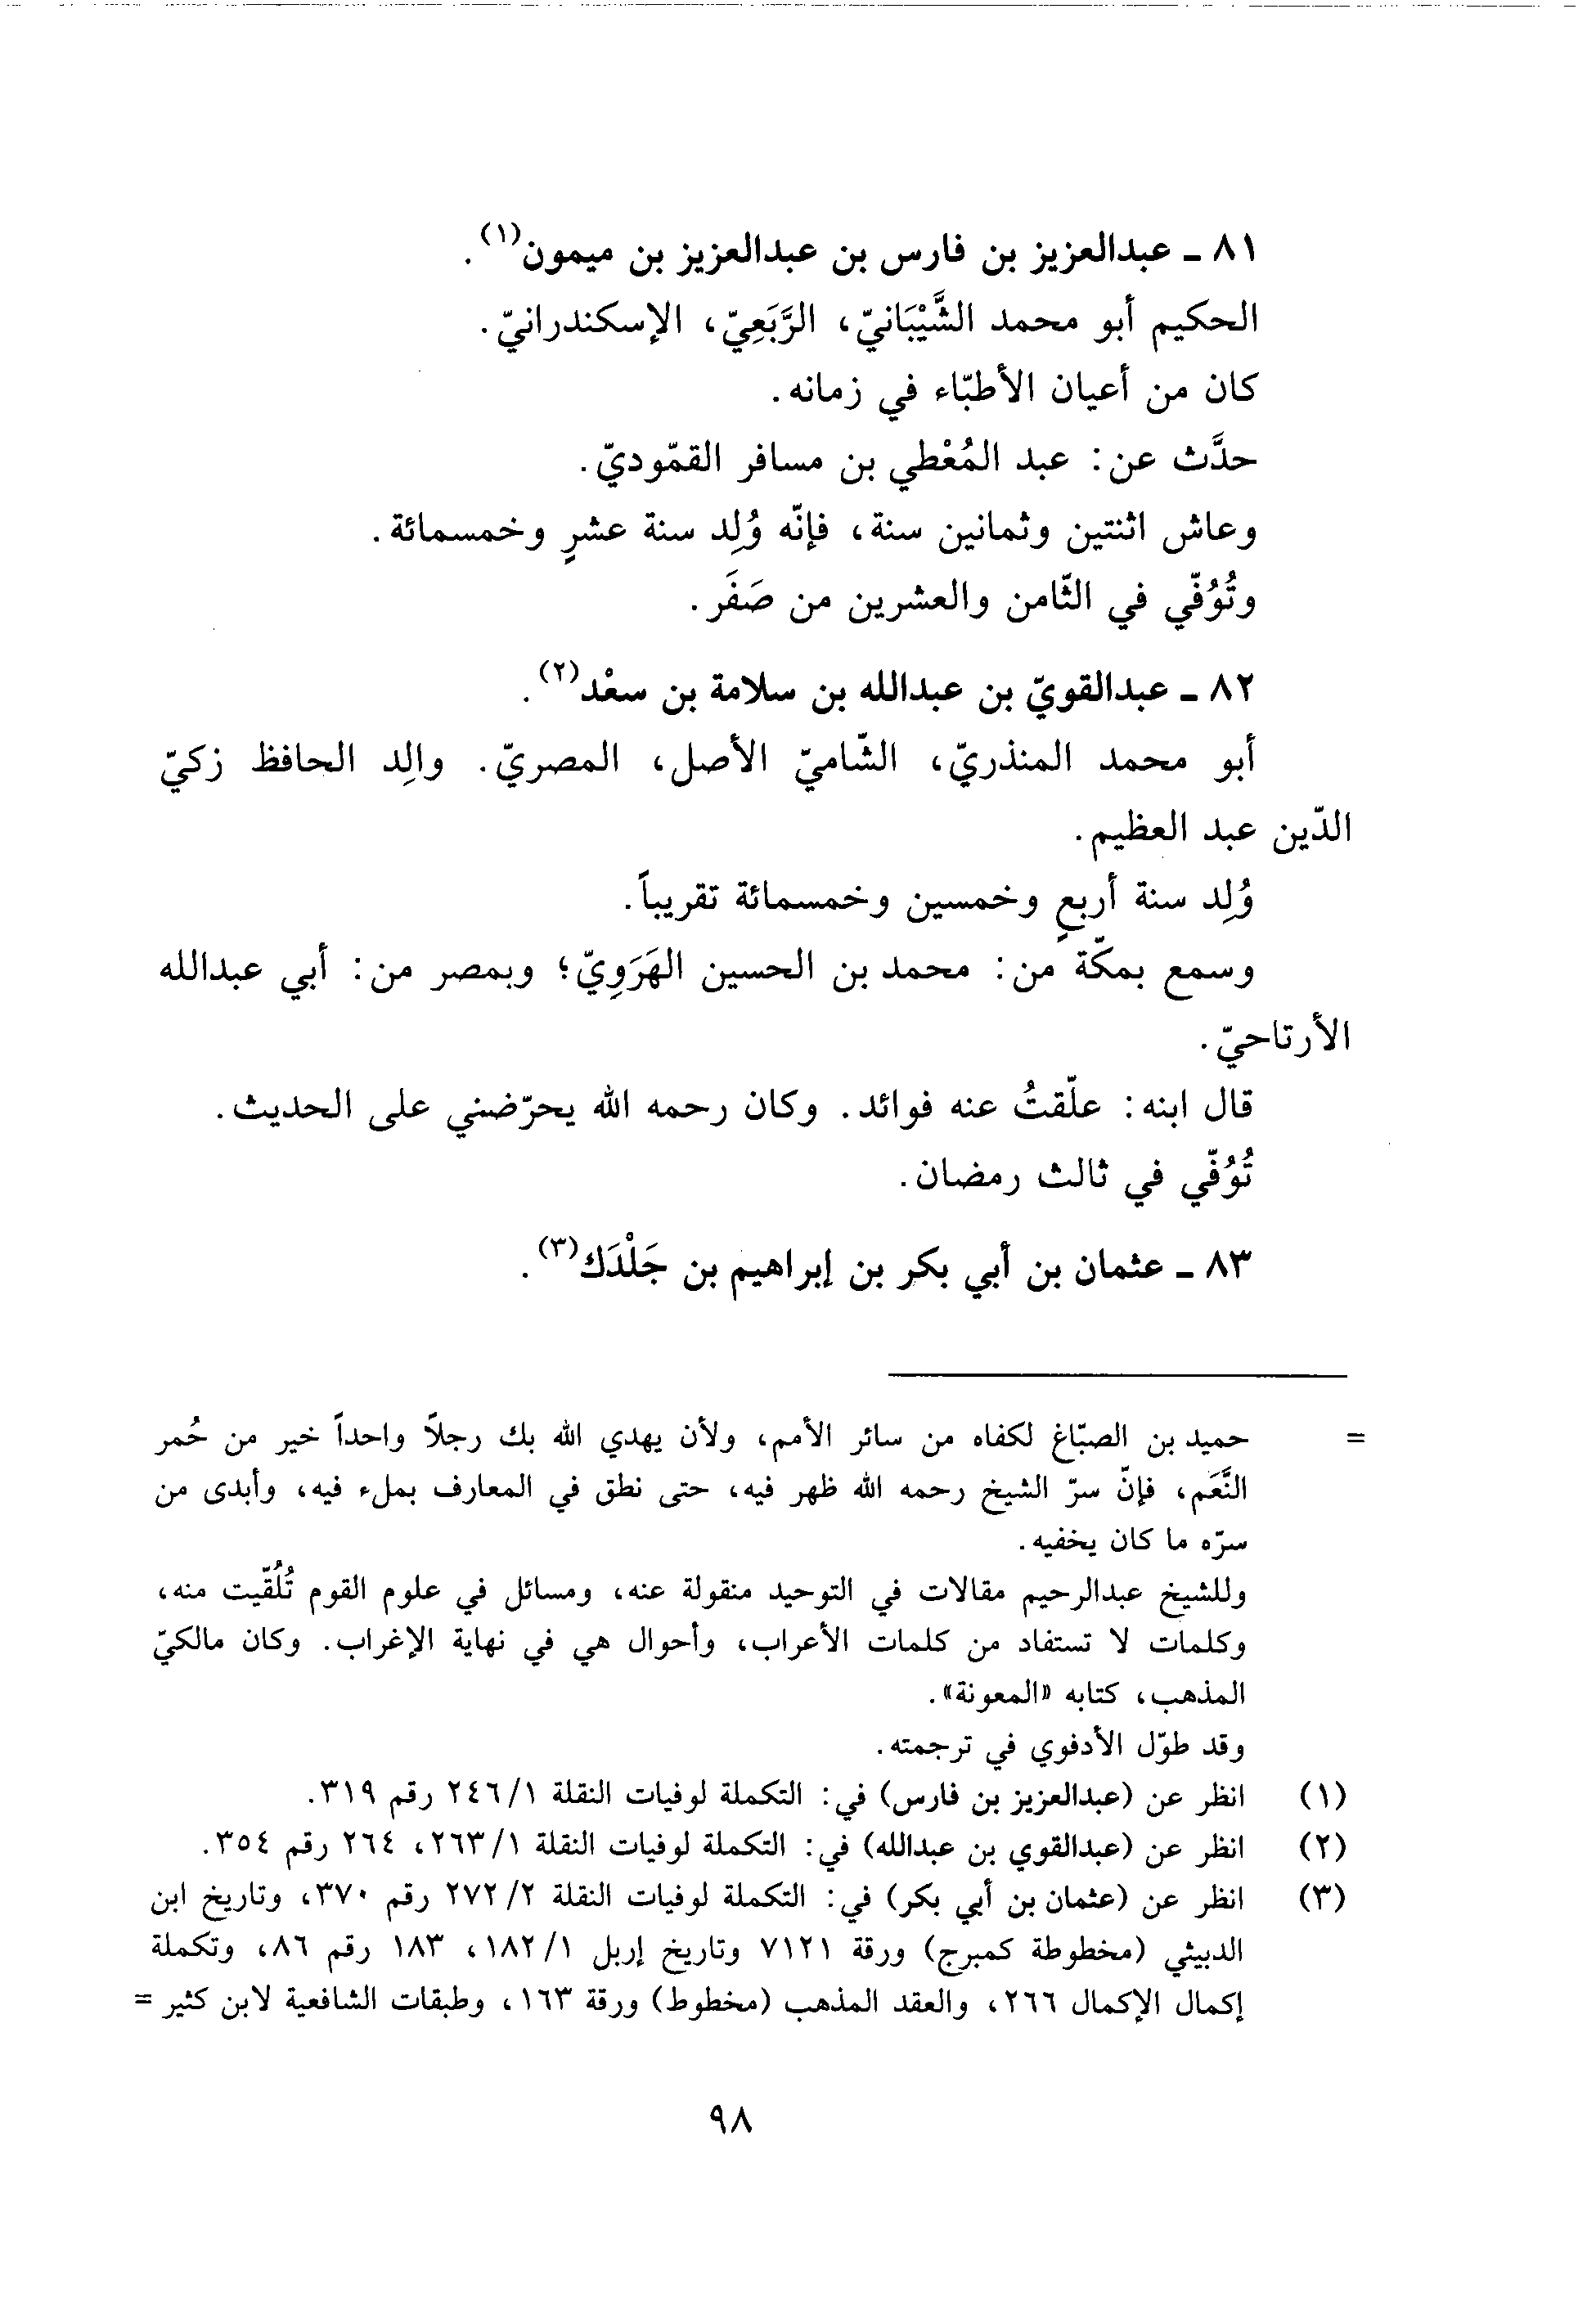 ٨١ ـ عبدالعزيز بن فارس بن عبدالعزيز بن ميمون(١).
الحكيم أبو محمد الشَّيْبَانيّ، الرَّبَعِيّ، الإسكندرانيّ.
كان من أعيان الأطبّاء في زمانه.
حدَّث عن: عبد المُعْطي بن مسافر القمّوديّ.
وعاش اثنتين وثمانين سنة، فإنّه وُلِد سنة عشرٍ وخمسمائة.
وتُوُفّي في الثّامن والعشرين من صَفَر.
٨٢ ـ عبدالقويّ بن عبدالله بن سلامة بن سعْد(٢).
أبو محمد المنذريّ، الشّاميّ الأصل، المصريّ. والِد الحافظ زكيّ
الدّين عبد العظيم.
وُلِد سنة أربعٍ وخمسين وخمسمائة تقريباً.
وسمع بمكّة من: محمد بن الحسين الهَرَوِيّ؛ وبمصر من: أبي عبدالله
الأرتاحيّ.
قال ابنه: علّقتُ عنه فوائد. وكان رحمه الله يحرّضني على الحديث.
تُوُفّي في ثالث رمضان.
٨٣ ـ عثمان بن أبي بكر بن إبراهيم بن جَلْدَك(٣).
= حميد بن الصبّاغ لكفاه من سائر الأمم، ولأن يهدي الله بك رجلاً واحداً خير من حُمر
النَّعَم، فإنّ سرّ الشيخ رحمه الله ظهر فيه، حتى نطق في المعارف بملء فيه، وأبدى من
سرّه ما كان يخفيه.
وللشيخ عبدالرحيم مقالات في التوحيد منقولة عنه، ومسائل في علوم القوم تُلُقّيت منه،
وكلمات لا تستفاد من كلمات الأعراب، وأحوال هي في نهاية الإغراب. وكان مالكيّ
المذهب، كتابه «المعونة».
وقد طوّل الأدفوي في ترجمته.
(١) انظر عن (عبدالعزيز بن فارس) في: التكملة لوفيات النقلة ١/ ٢٤٦ رقم ٣١٩.
(٢) انظر عن (عبدالقوي بن عبدالله) في: التكملة لوفيات النقلة ١/ ٢٦٣، ٢٦٤ رقم ٣٥٤.
(٣) انظر عن (عثمان بن أبي بكر) في: التكملة لوفيات النقلة ٢/ ٢٧٢ رقم ٣٧٠، وتاريخ ابن
الدبيثي (مخطوطة كمبرج) ورقة ٧١٢١ وتاريخ إربل ١/ ١٨٢، ١٨٣ رقم ٨٦، وتكملة
إكمال الإكمال ٢٦٦، والعقد المذهب (مخطوط) ورقة ١٦٣، وطبقات الشافعية لابن كثير =
٩٨